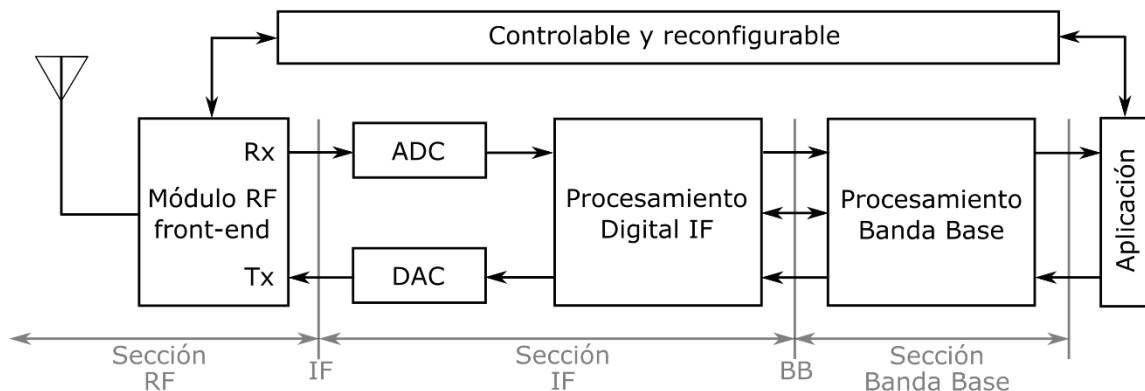 Controlable y reconfigurable
Rx
Módulo RF
front-end
Tx
ADC
DAC
Procesamiento
Digital IF
Procesamiento
Banda Base
Aplicación
Sección
RF
IF
Sección
IF
BB
Sección
Banda Base